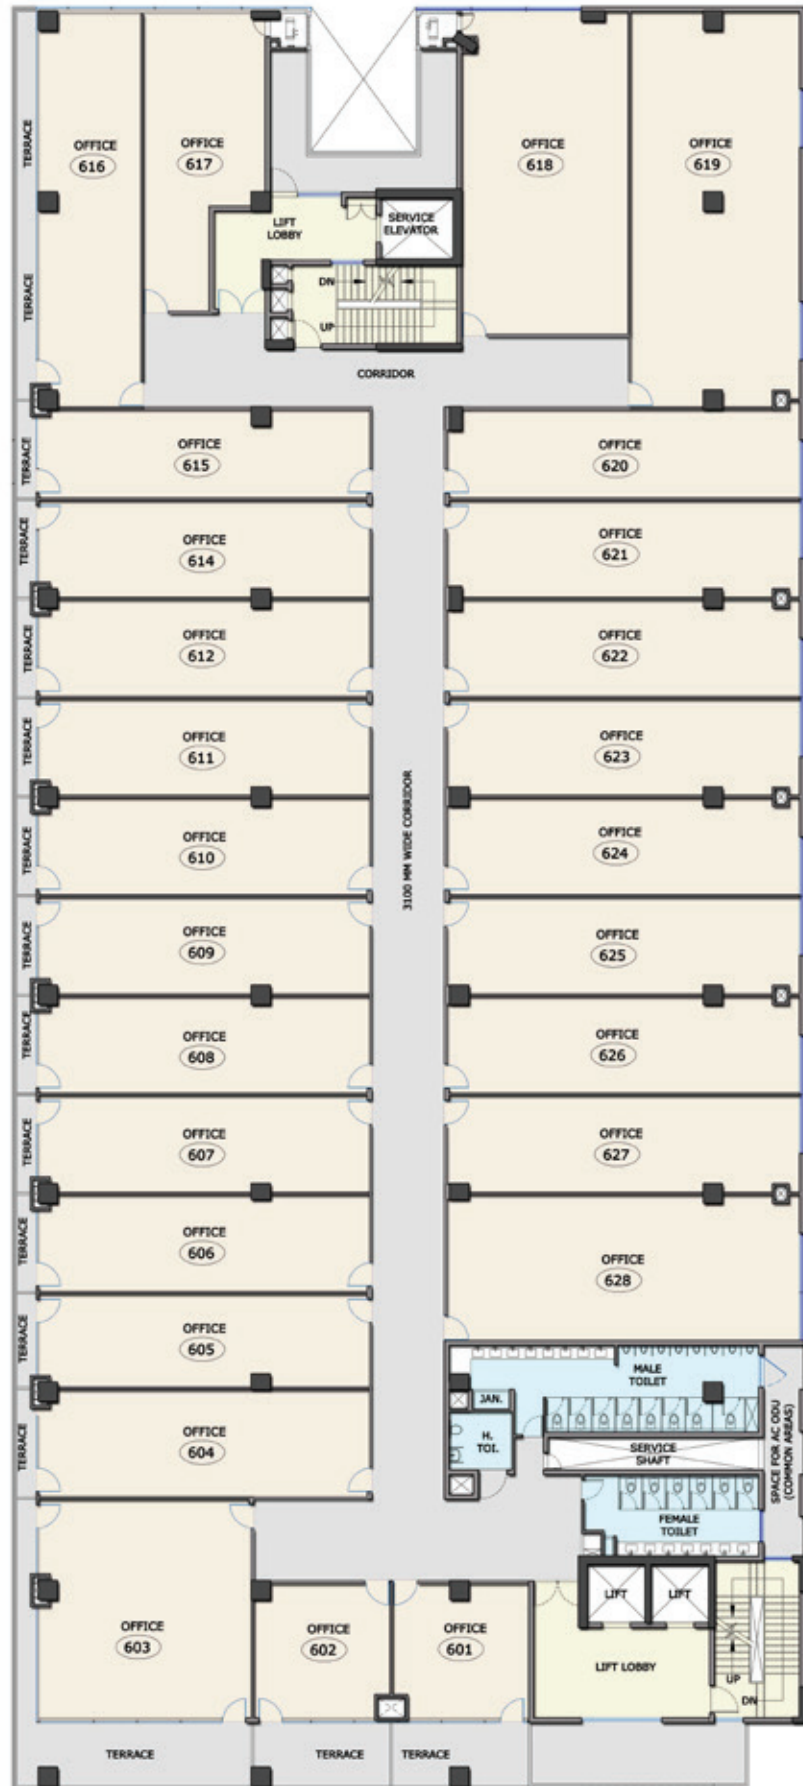 TERRACE
OFFICE
616
OFFICE
617
OFFICE
618
OFFICE
619
LIFT
LOBBY
SERVICE
ELEVATOR
TERRACE
DN
UP
CORRIDOR
TERRACE
OFFICE
615
OFFICE
620
TERRACE
OFFICE
614
OFFICE
621
TERRACE
OFFICE
612
OFFICE
622
TERRACE
OFFICE
611
OFFICE
623
3100 MM WIDE CORRIDOR
TERRACE
OFFICE
610
OFFICE
624
TERRACE
OFFICE
609
OFFICE
625
TERRACE
OFFICE
608
OFFICE
626
TERRACE
OFFICE
607
OFFICE
627
TERRACE
OFFICE
606
OFFICE
628
TERRACE
OFFICE
605
MALE
TOILET
JAN.
TERRACE
OFFICE
604
H.
TOI.
SERVICE
SHAFT
SPACE FOR AC ODU
(COMMON AREAS)
FEMALE
TOILET
OFFICE
603
OFFICE
602
OFFICE
601
LIFT
LIFT
LIFT LOBBY
UP
DN
TERRACE
TERRACE
TERRACE